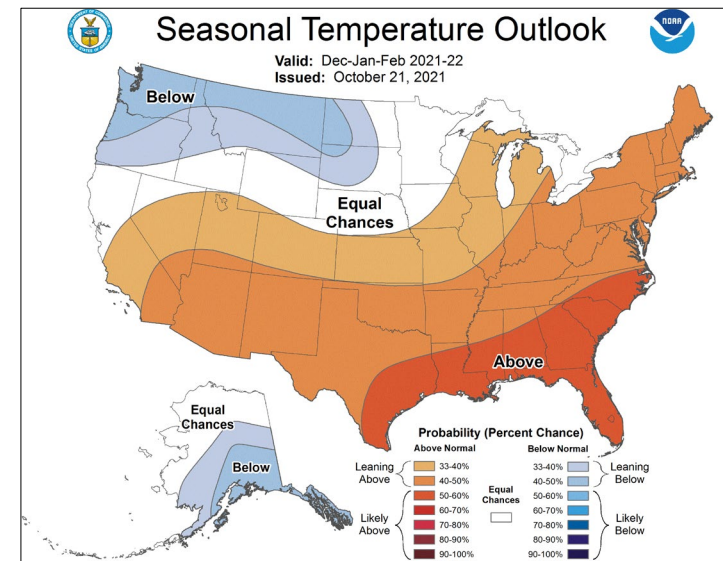 Seasonal Temperature Outlook
Valid: Dec-Jan-Feb 2021-22
Issued: October 21, 2021
NOAA
Below
Equal
Chances
Above
Equal
Chances
Below
Probability (Percent Chance)
Above Normal
Below Normal
Leaning
Above
33-40%
40-50%
Likely
Above
50-60%
60-70%
70-80%
80-90%
90-100%
Equal
Chances
33-40%
40-50%
Leaning
Below
50-60%
60-70%
70-80%
80-90%
90-100%
Likely
Below